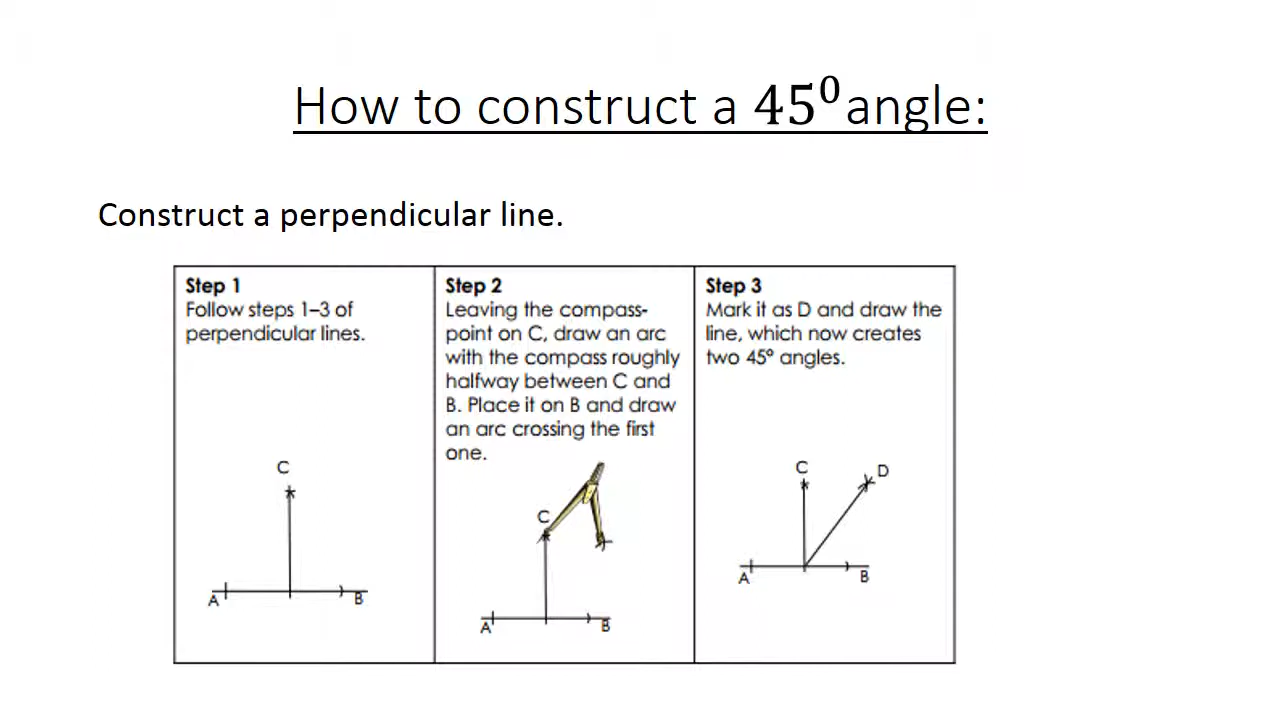 How to construct a 45⁰ angle:
Construct a perpendicular line.
Step 1
Follow steps 1–3 of
perpendicular lines.
C
A
B
Step 2
Leaving the compass-
point on C, draw an arc
with the compass roughly
halfway between C and
B. Place it on B and draw
an arc crossing the first
one.
C
A
B
Step 3
Mark it as D and draw the
line, which now creates
two 45º angles.
C
D
A
B